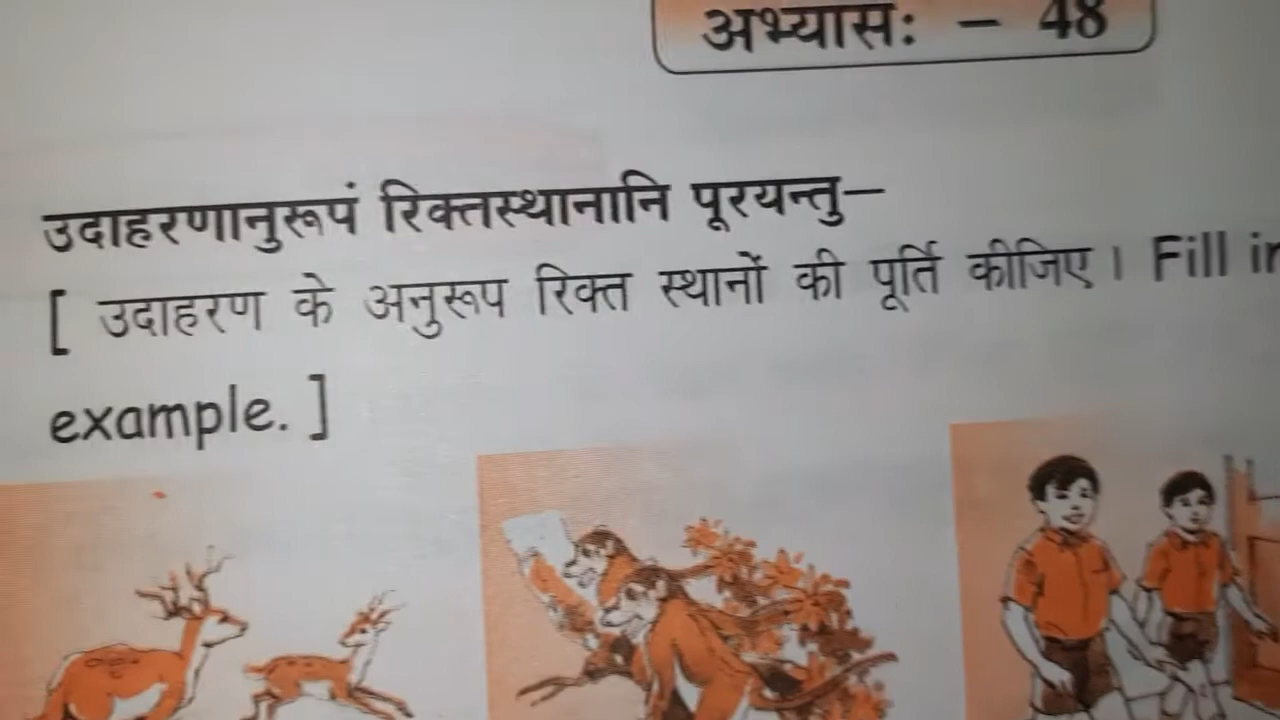 अभ्यासः – 48
उदाहरणानुरूपं रिक्तस्थानानि पूरयन्तु–
[ उदाहरण के अनुरूप रिक्त स्थानों की पूर्ति कीजिए। Fill in
example. ]